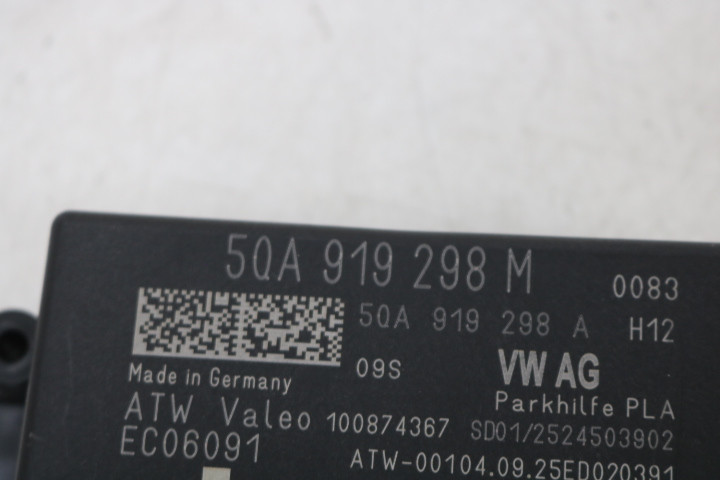 5QA 919 298 M
0083
5QA 919 298 A
H12
09S
VW AG
Made in Germany
Parkhilfe PLA
ATW Valeo 100874367
SD01/2524503902
EC06091
ATW-00104.09.25ED020391